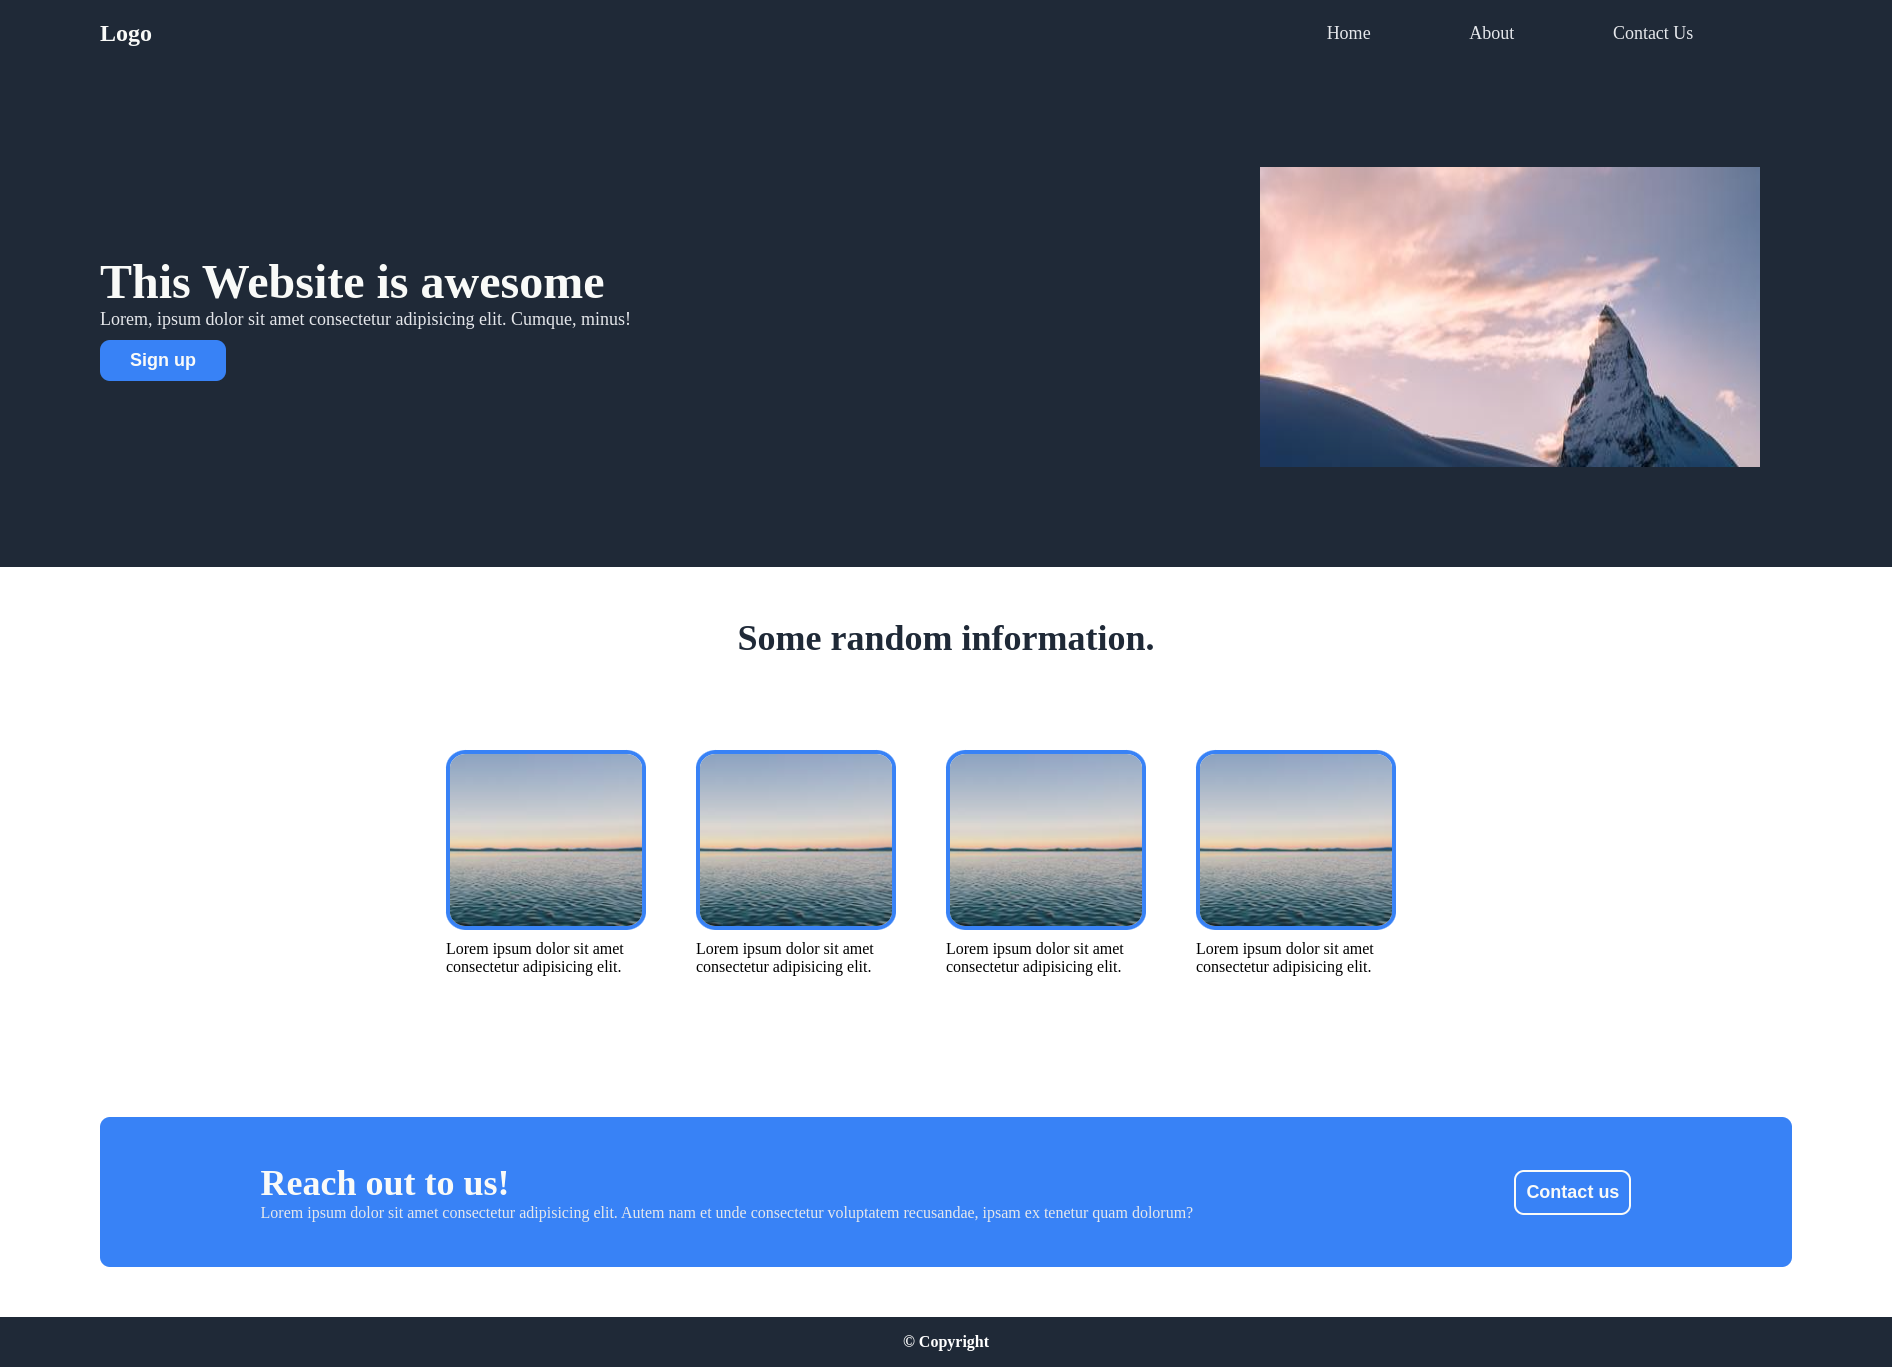 Logo
Home
About
Contact Us
This Website is awesome
Lorem, ipsum dolor sit amet consectetur adipisicing elit. Cumque, minus!
Sign up
Some random information.
Lorem ipsum dolor sit amet
consectetur adipisicing elit.
Lorem ipsum dolor sit amet
consectetur adipisicing elit.
Lorem ipsum dolor sit amet
consectetur adipisicing elit.
Lorem ipsum dolor sit amet
consectetur adipisicing elit.
Reach out to us!
Lorem ipsum dolor sit amet consectetur adipisicing elit. Autem nam et unde consectetur voluptatem recusandae, ipsam ex tenetur quam dolorum?
Contact us
© Copyright